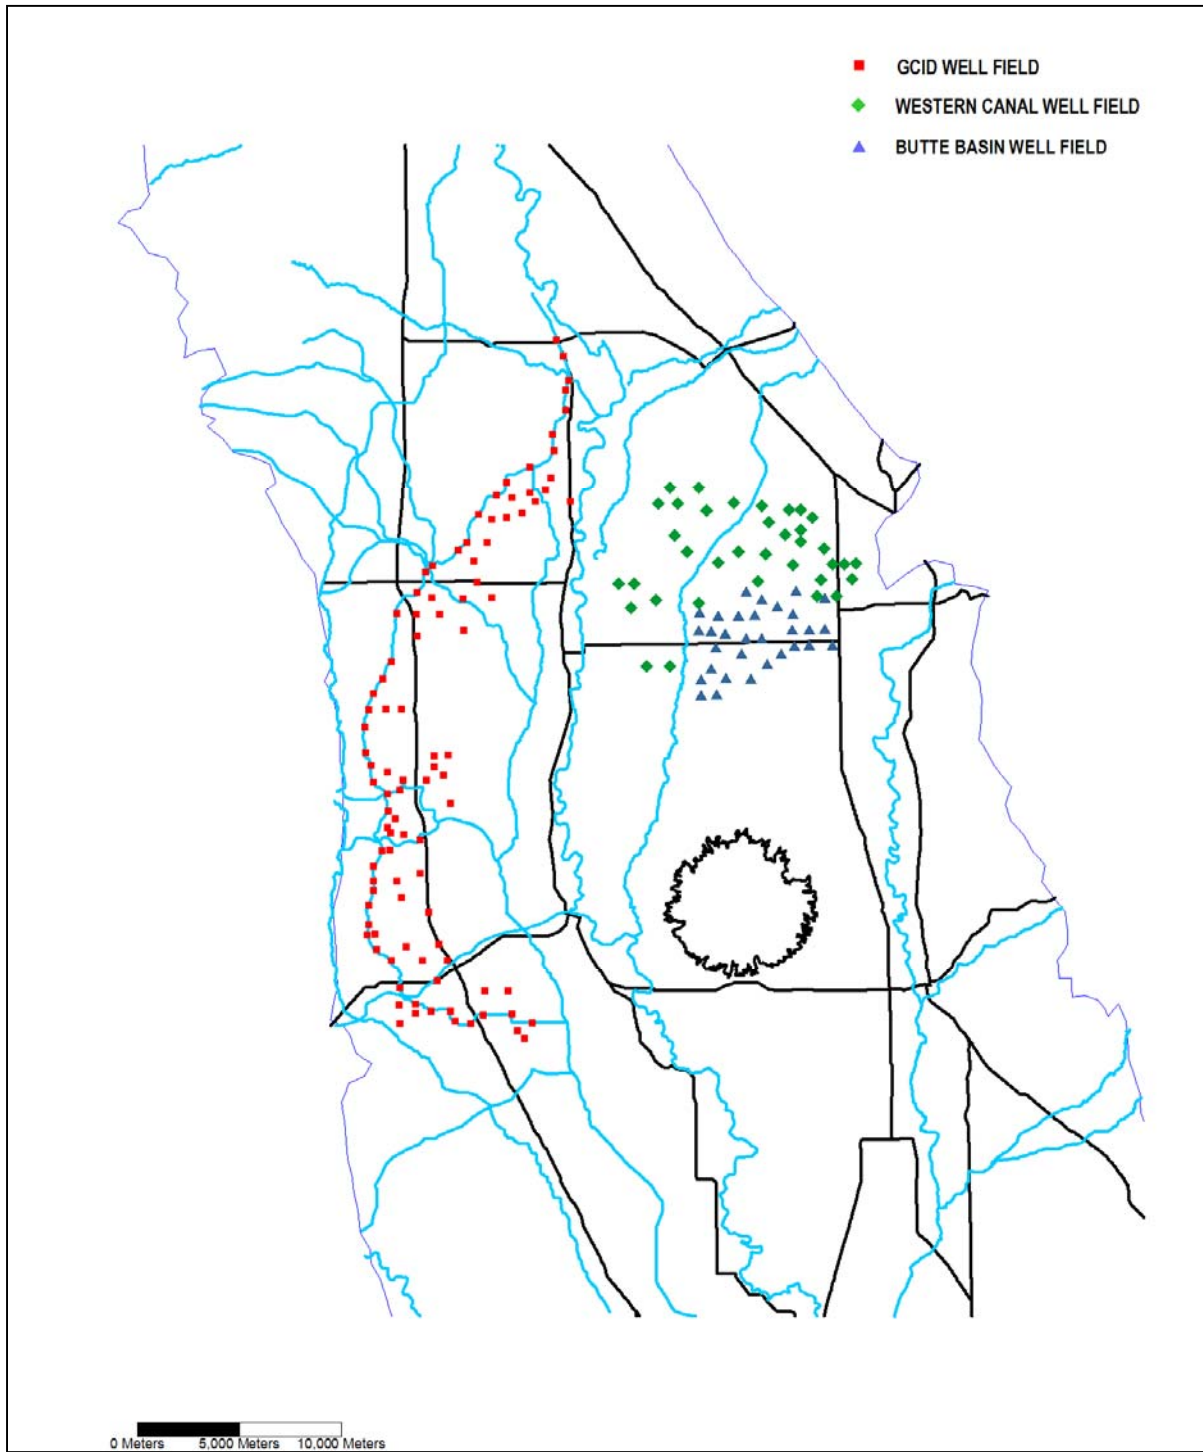 GCID WELL FIELD
WESTERN CANAL WELL FIELD
BUTTE BASIN WELL FIELD
0 Meters 5,000 Meters 10,000 Meters